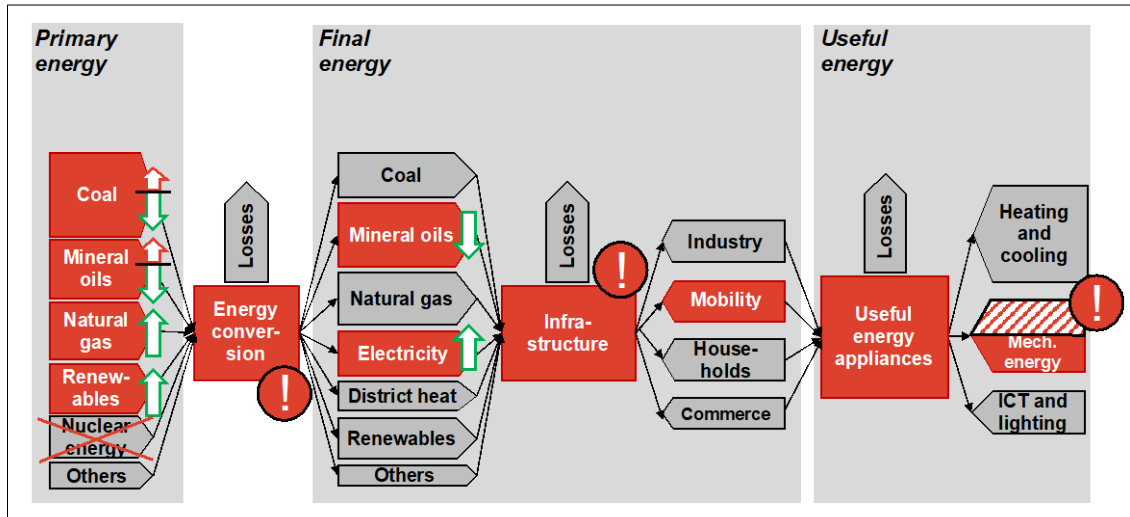 Primary
energy
Final
energy
Useful
energy
Coal
Mineral
oils
Natural
gas
Renew-
ables
Nuclear
energy
Others
Losses
Energy
conver-
sion
!
Coal
Mineral oils
Natural gas
Electricity
District heat
Renewables
Others
Losses
!
Infra-
structure
Industry
Mobility
House-
holds
Commerce
Losses
Useful
energy
appliances
Heating
and
cooling
!
Mech.
energy
ICT and
lighting